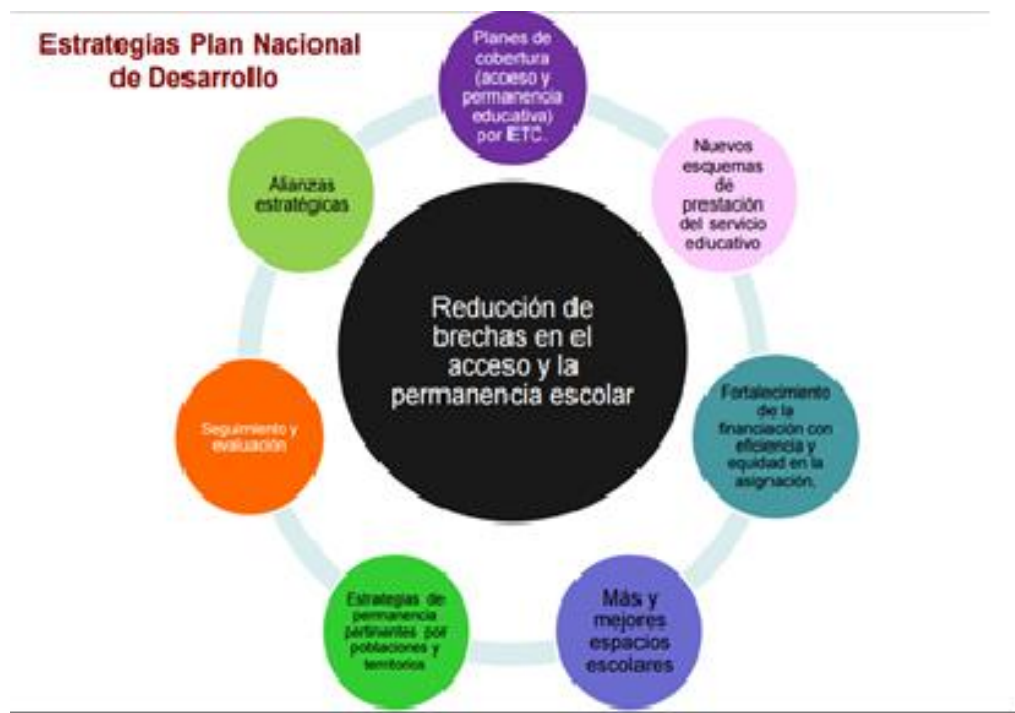 Estrategias Plan Nacional
de Desarrollo
Planes de
cobertura
(acceso y
permanencia
educativa)
por ETC.
Nuevos
esquemas
de
prestación
del servicio
educativo
Fortalecimiento
de la
financiación con
eficiencia y
equidad en la
asignación.
Más y
mejores
espacios
escolares
Estrategias de
permanencia
pertinentes por
poblaciones y
territorios
Seguimiento y
evaluación
Alianzas
estratégicas
Reducción de
brechas en el
acceso y la
permanencia escolar